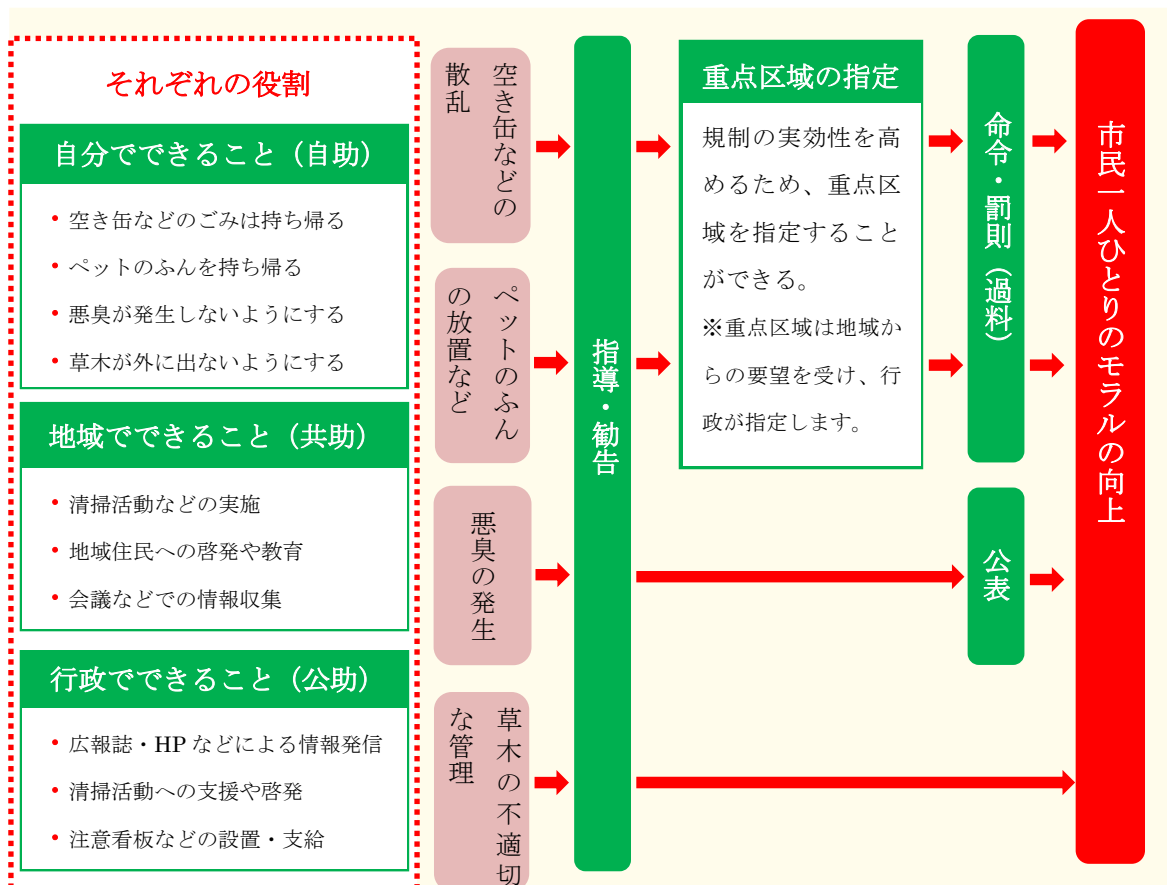 それぞれの役割
自分でできること（自助）
• 空き缶などのごみは持ち帰る
• ペットのふんを持ち帰る
• 悪臭が発生しないようにする
• 草木が外に出ないようにする
地域でできること（共助）
• 清掃活動などの実施
• 地域住民への啓発や教育
• 会議などでの情報収集
行政でできること（公助）
• 広報誌・HP などによる情報発信
• 清掃活動への支援や啓発
• 注意看板などの設置・支給
空き缶などの
散乱
ペットのふん
の放置など
悪臭の発生
草木の不適切
な管理
指導・勧告
重点区域の指定
規制の実効性を高
めるため、重点区
域を指定すること
ができる。
※重点区域は地域か
らの要望を受け、行
政が指定します。
命令・罰則（過料）
公表
市民一人ひとりのモラルの向上